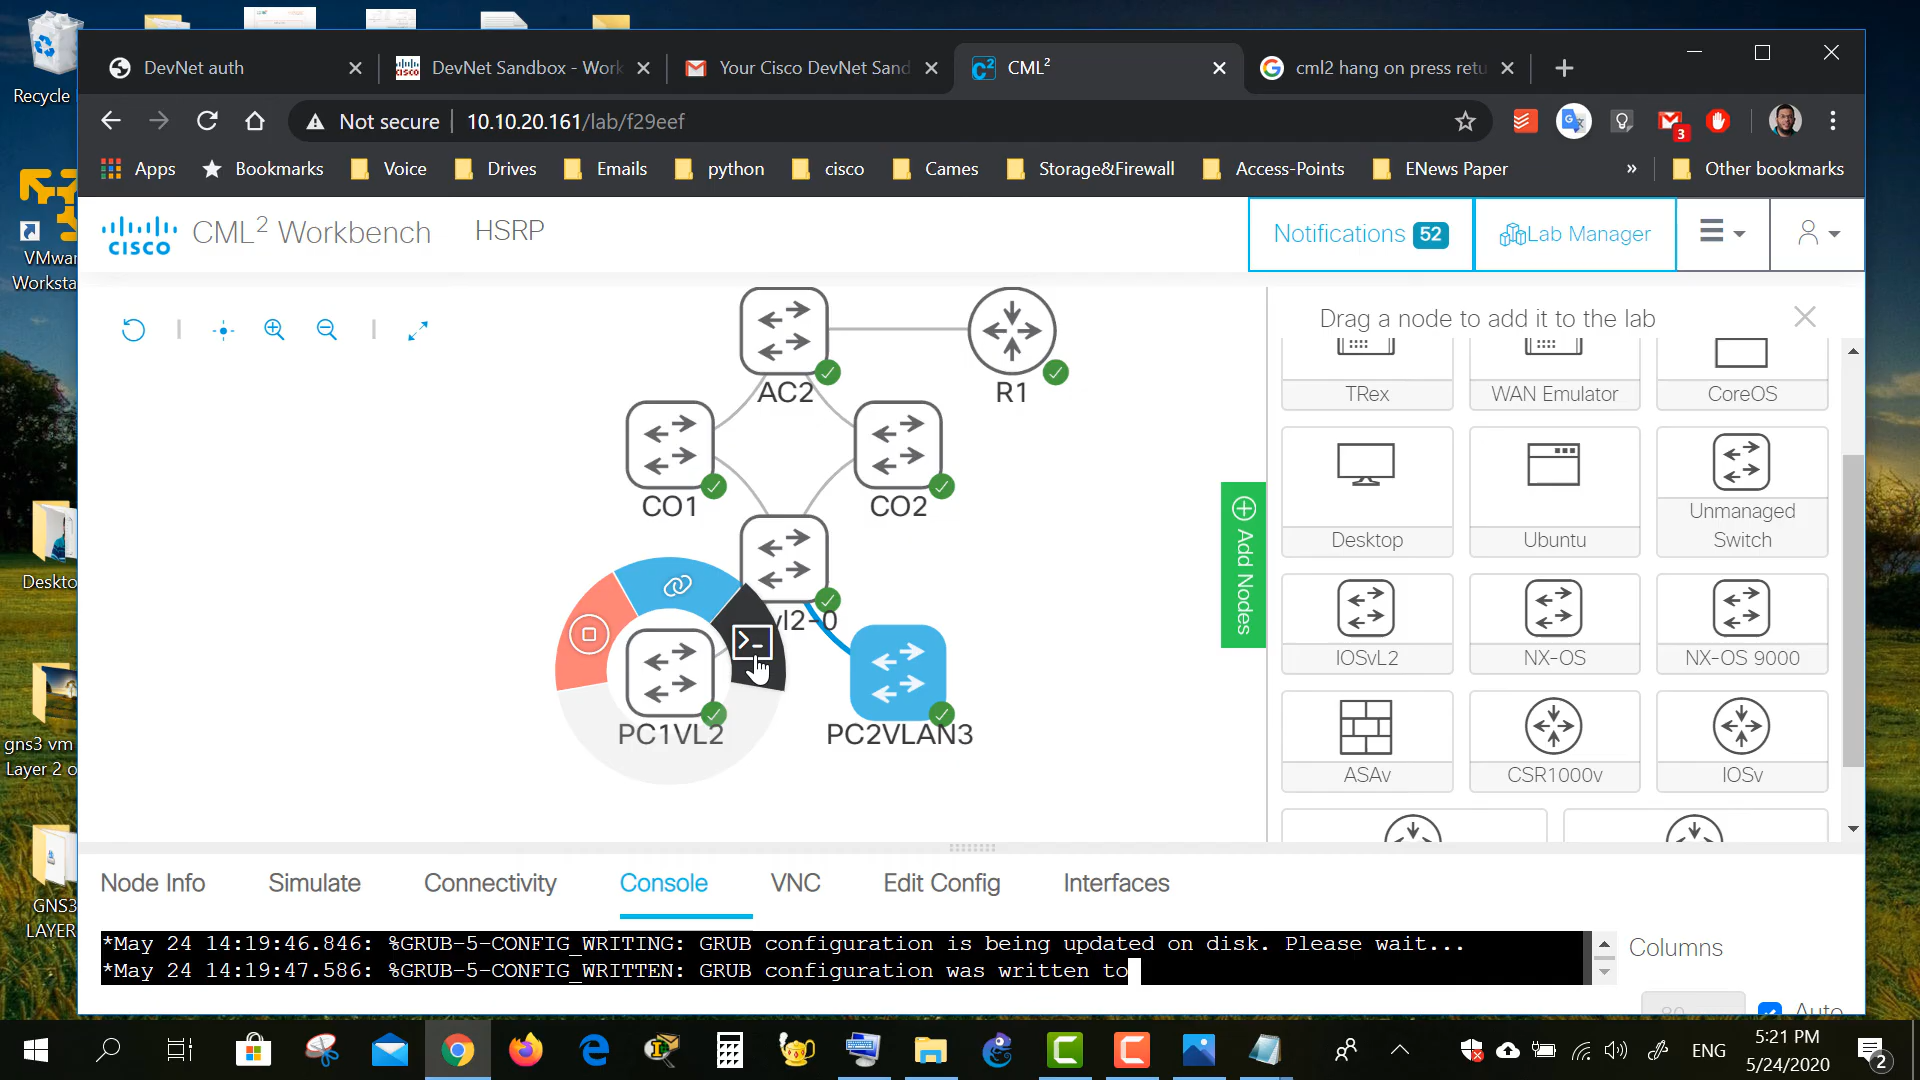 Recycle
VMwar
Worksta
Deskto
gns3 vm
Layer 2 o
GNS3
LAYER
DevNet auth
DevNet Sandbox - Work
Your Cisco DevNet Sand
CML2
cml2 hang on press retu
Not secure
10.10.20.161/lab/f29eef
3
Apps
Bookmarks
Voice
Drives
Emails
python
cisco
Cames
Storage&Firewall
Access-Points
ENews Paper
»
Other bookmarks
CISCO
CML2 Workbench
HSRP
Notifications 52
Lab Manager
AC2
R1
CO1
CO2
vl2-0
PC1VL2
PC2VLAN3
Add Nodes
Drag a node to add it to the lab
TRex
WAN Emulator
CoreOS
Desktop
Ubuntu
Unmanaged
Switch
IOSvL2
NX-OS
NX-OS 9000
ASAv
CSR1000v
IOSv
Node Info
Simulate
Connectivity
Console
VNC
Edit Config
Interfaces
*May 24 14:19:46.846: %GRUB-5-CONFIG_WRITING: GRUB configuration is being updated on disk. Please wait...
*May 24 14:19:47.586: %GRUB-5-CONFIG_WRITTEN: GRUB configuration was written to
Columns
80
Auto
ENG
5:21 PM
5/24/2020
2